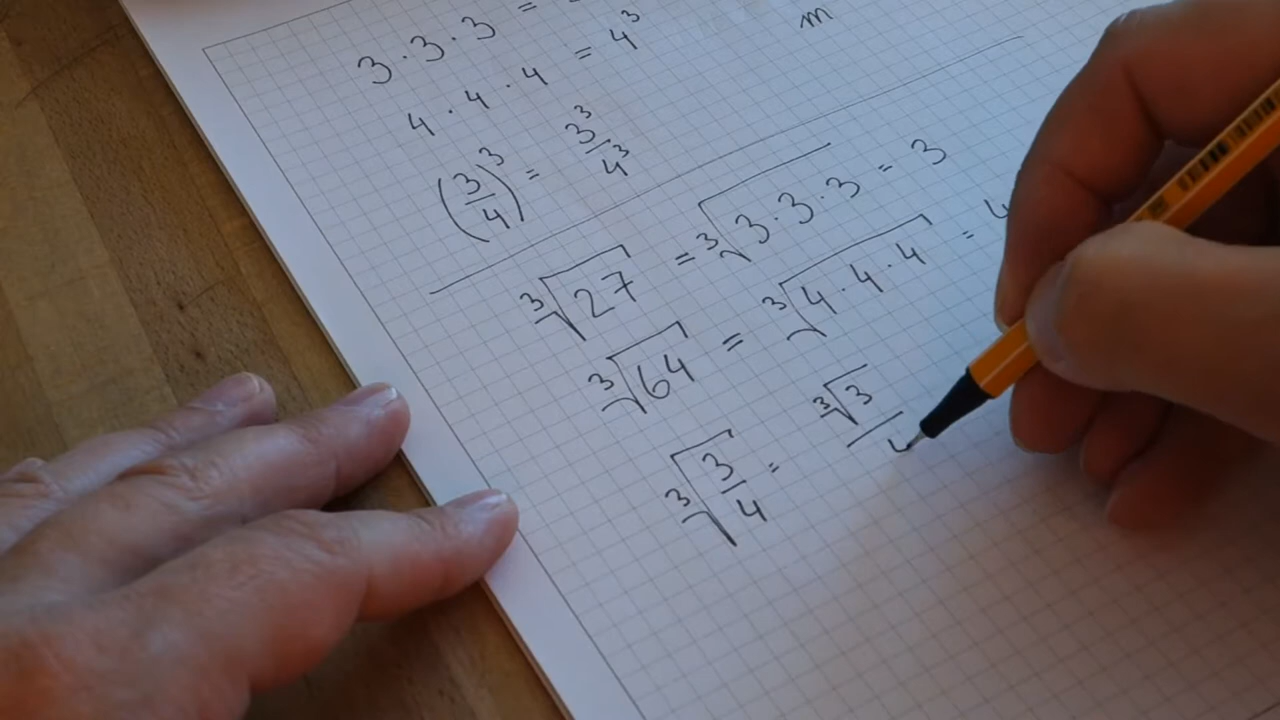 3 · 3 · 3 =
4 · 4 · 4 = 4³
m
(3/4)³ = 3³/4³
∛27 = ∛3·3·3 = 3
∛64 = ∛4·4·4 = 4
∛3/4 = ∛3/